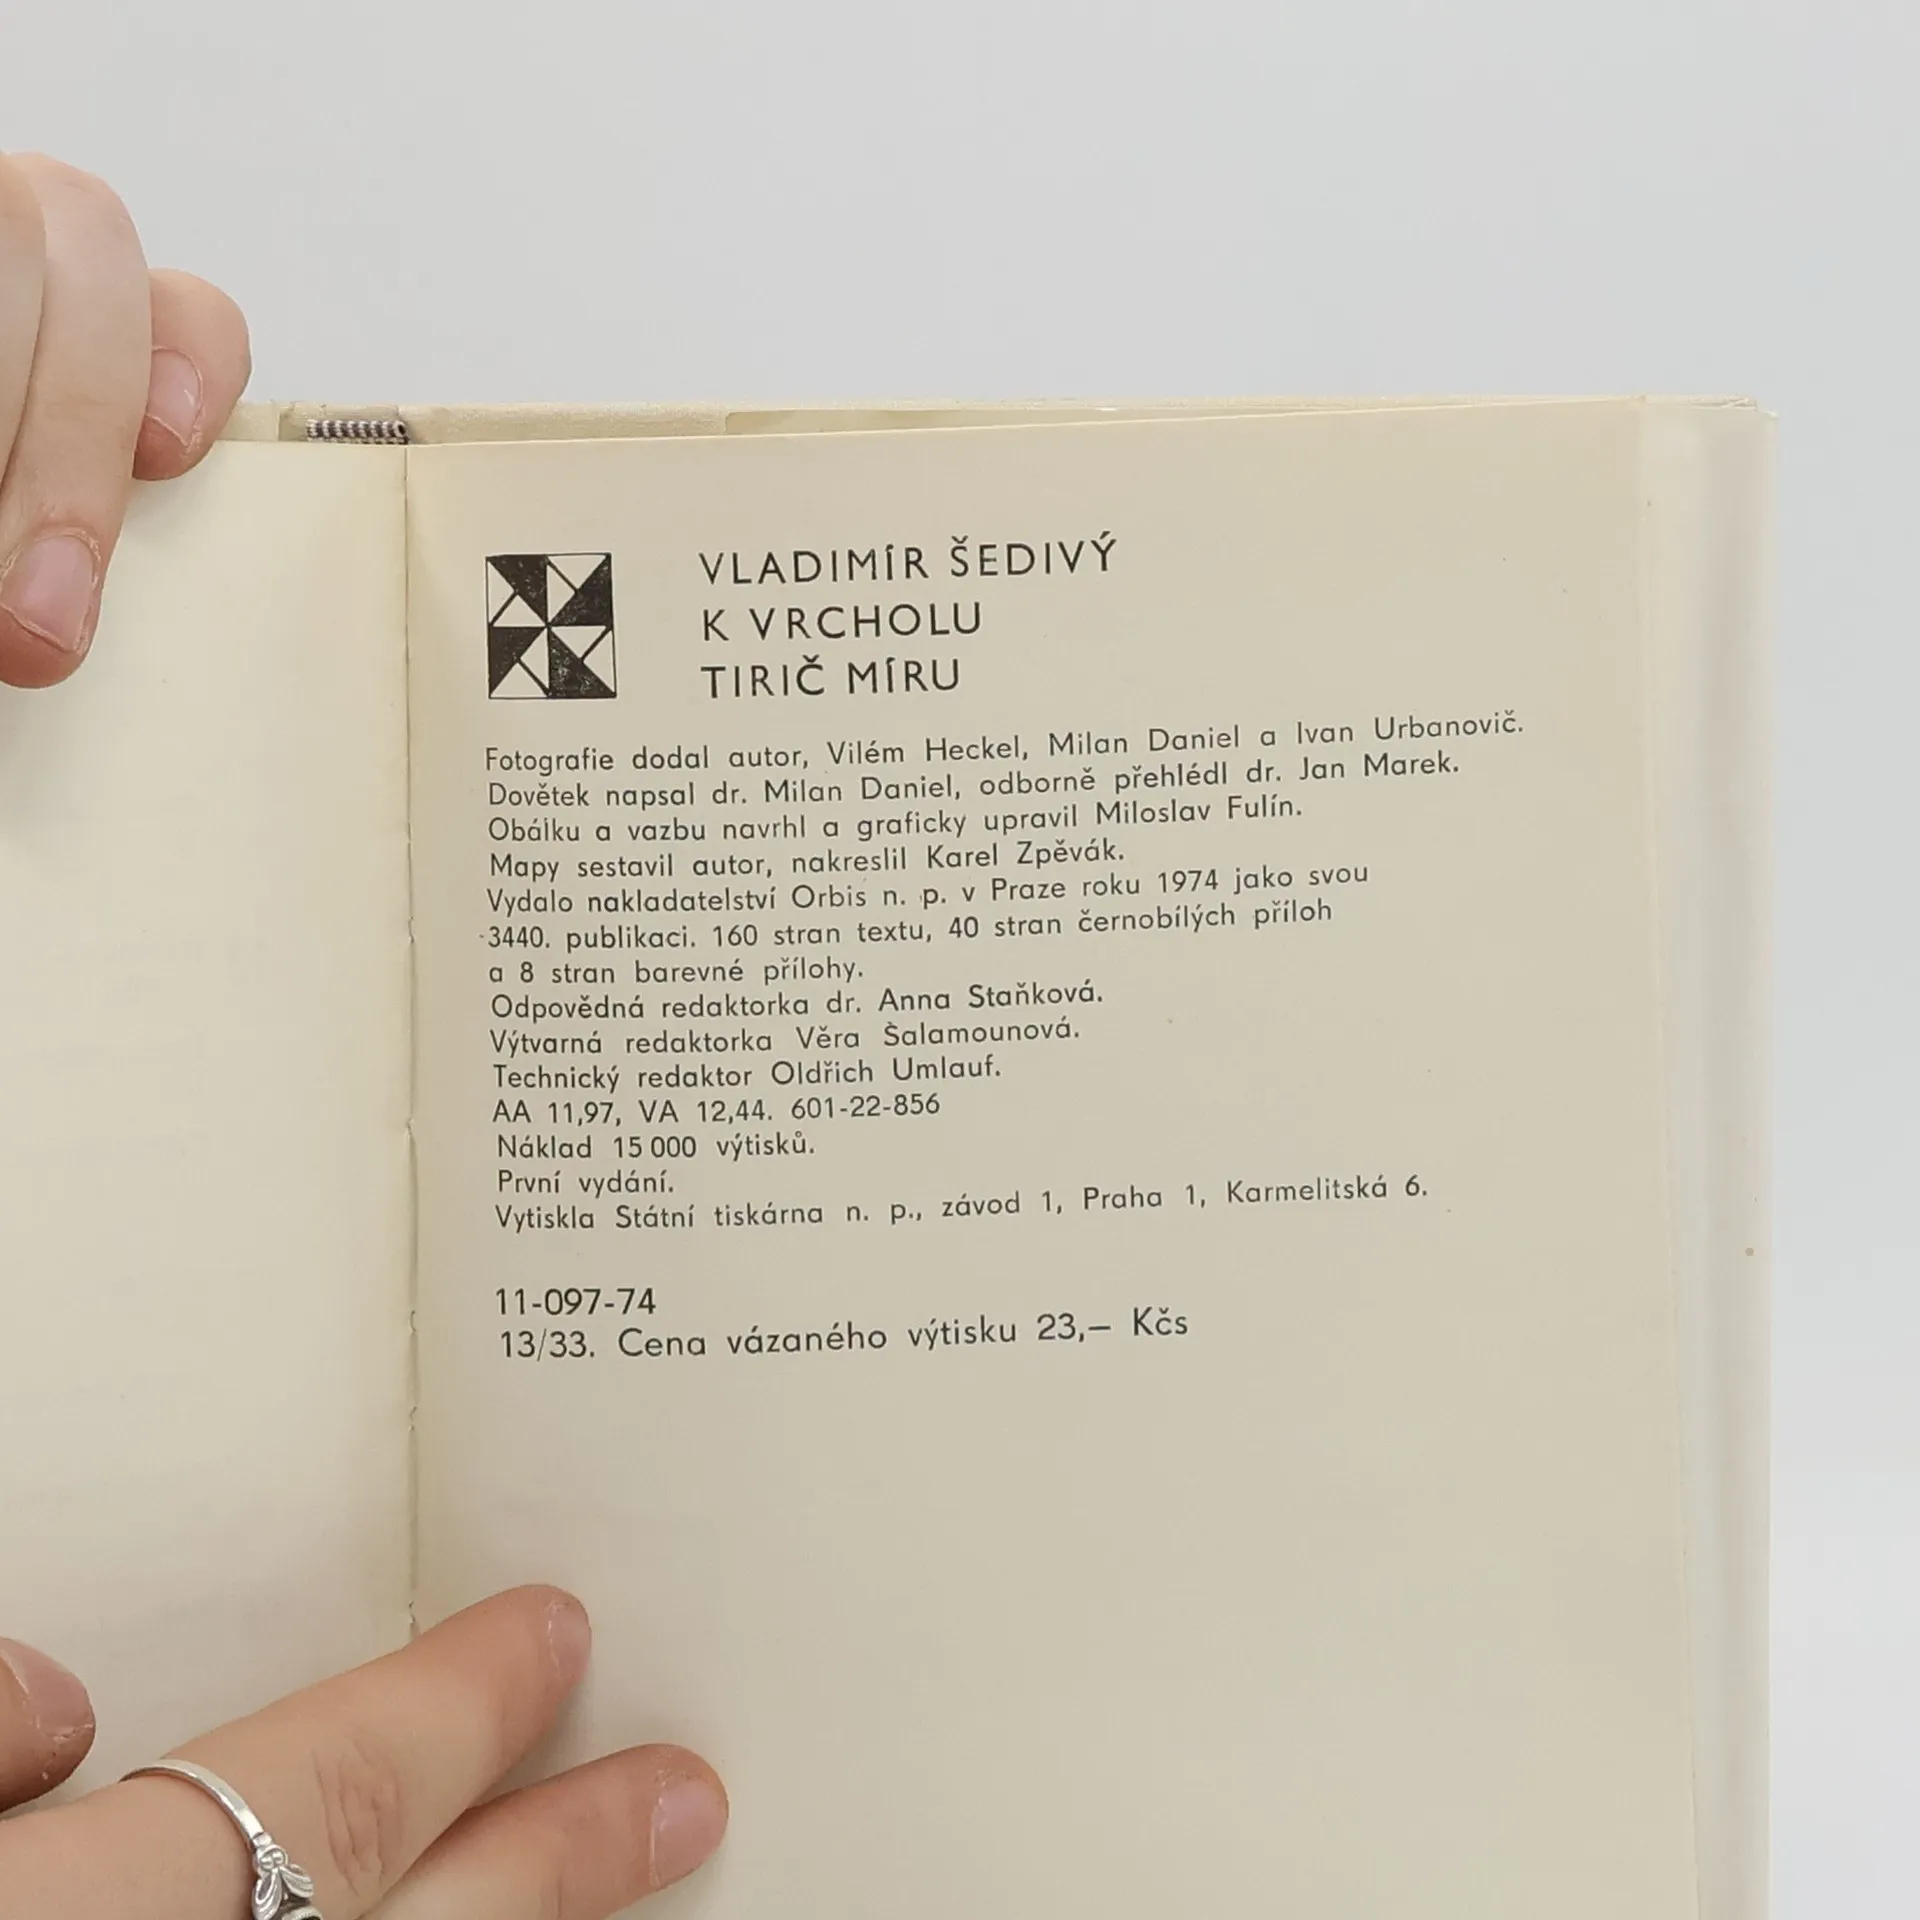 VLADIMÍR ŠEDIVÝ
K VRCHOLU
TIRIČ MÍRU
Fotografie dodal autor, Vilém Heckel, Milan Daniel a Ivan Urbanovič.
Dovětek napsal dr. Milan Daniel, odborně přehlédl dr. Jan Marek.
Obálku a vazbu navrhl a graficky upravil Miloslav Fulín.
Mapy sestavil autor, nakreslil Karel Zpěvák.
Vydalo nakladatelství Orbis n. p. v Praze roku 1974 jako svou
3440. publikaci. 160 stran textu, 40 stran černobílých příloh
a 8 stran barevné přílohy.
Odpovědná redaktorka dr. Anna Staňková.
Výtvarná redaktorka Věra Šalamounová.
Technický redaktor Oldřich Umlauf.
AA 11,97, VA 12,44. 601-22-856
Náklad 15 000 výtisků.
První vydání.
Vytiskla Státní tiskárna n. p., závod 1, Praha 1, Karmelitská 6.
11-097-74
13/33. Cena vázaného výtisku 23,— Kčs